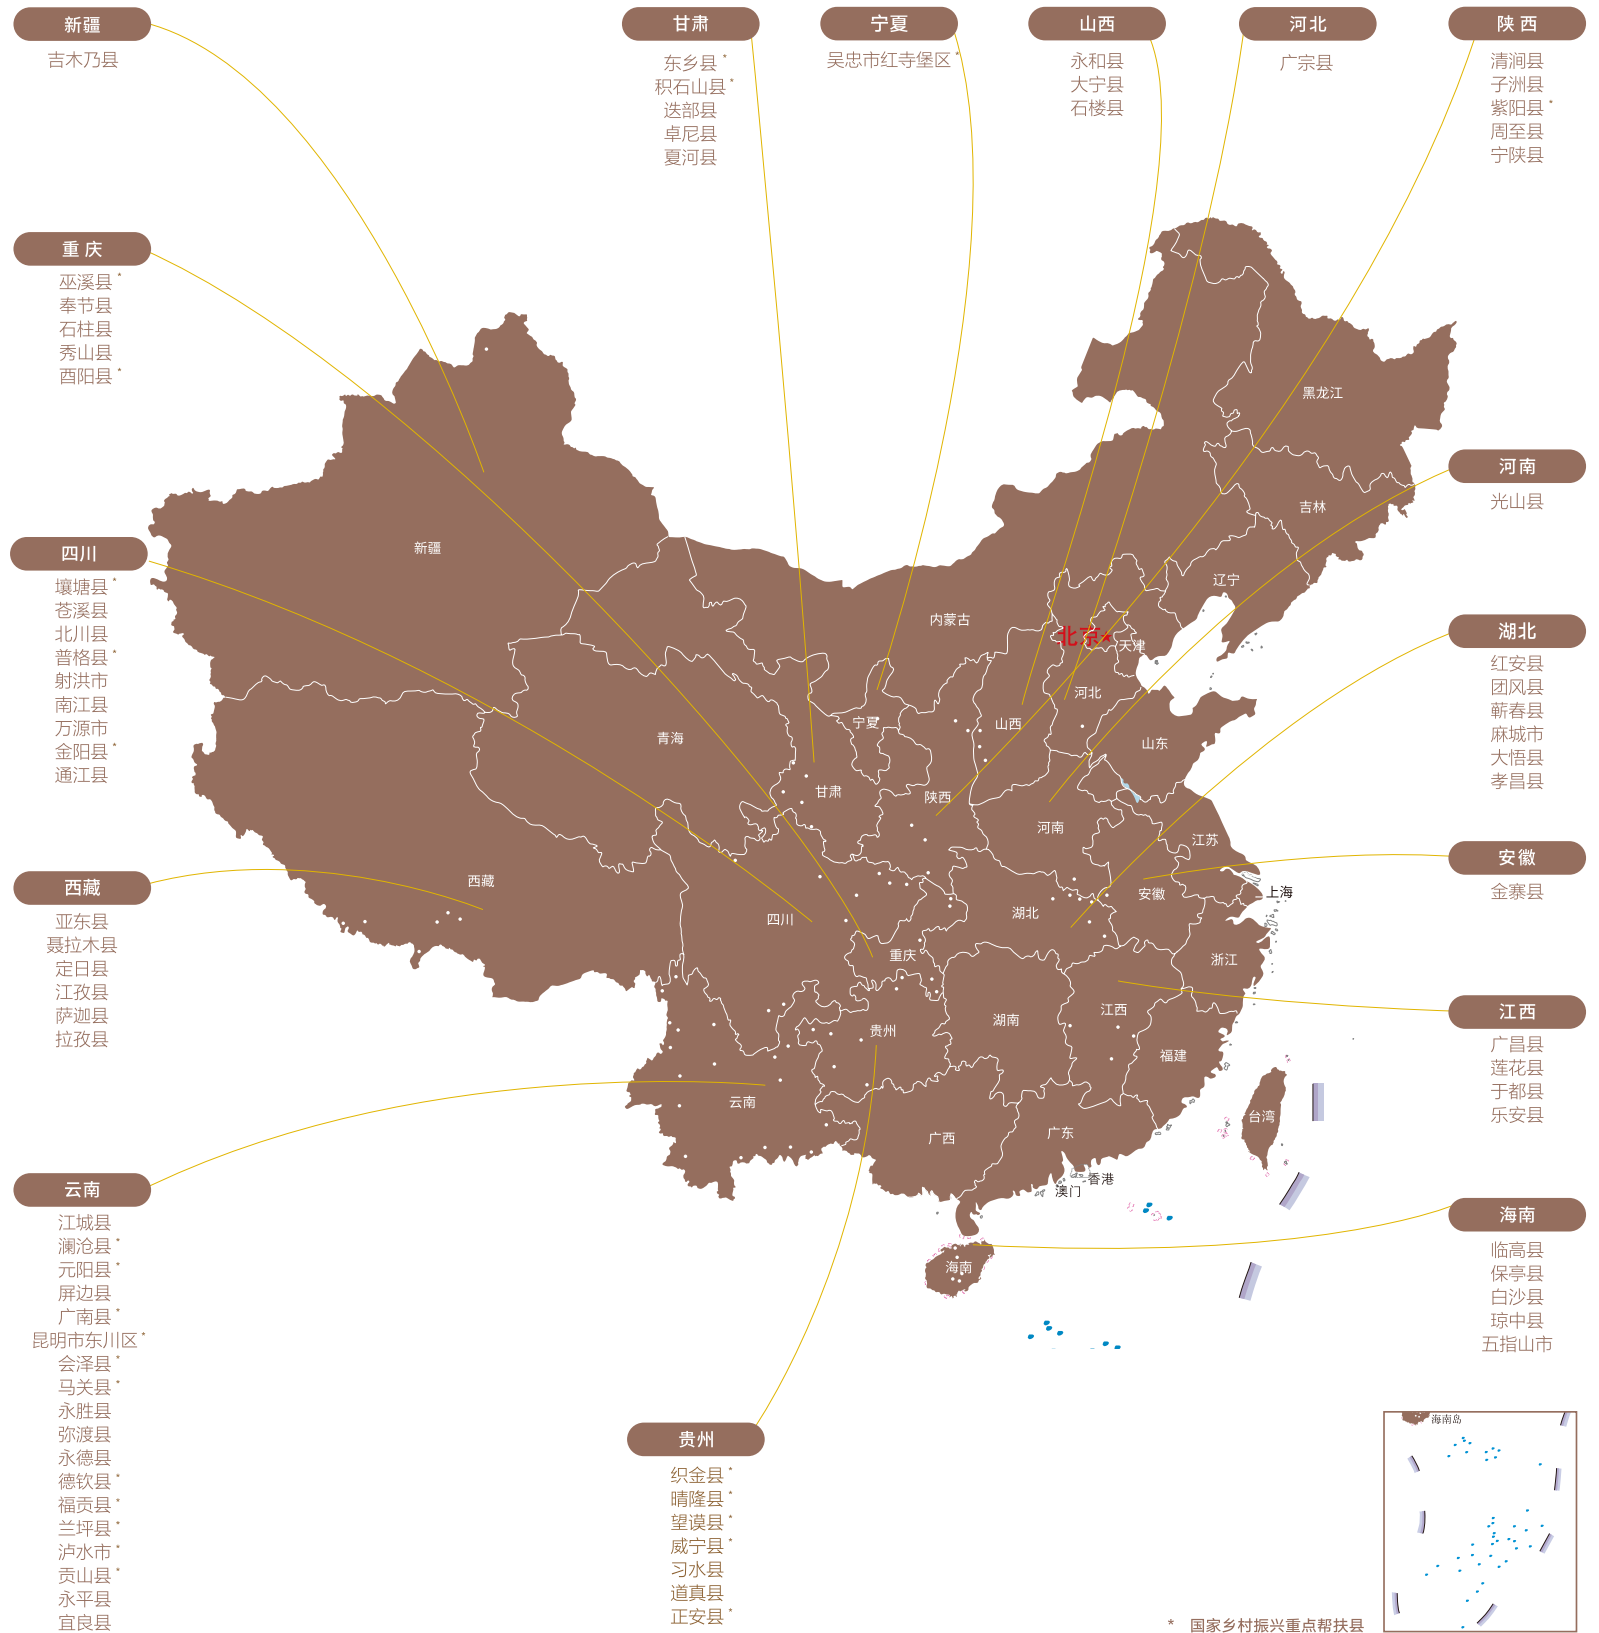 新疆
吉木乃县
甘肃
东乡县 *
积石山县 *
迭部县
卓尼县
夏河县
宁夏
吴忠市红寺堡区 *
山西
永和县
大宁县
石楼县
河北
广宗县
陕西
清涧县
子洲县
紫阳县 *
周至县
宁陕县
重庆
巫溪县 *
奉节县
石柱县
秀山县
酉阳县 *
四川
壤塘县 *
苍溪县
北川县
普格县 *
射洪市
南江县
万源市
金阳县 *
通江县
西藏
亚东县
聂拉木县
定日县
江孜县
萨迦县
拉孜县
云南
江城县
澜沧县 *
元阳县 *
屏边县
广南县 *
昆明市东川区 *
会泽县 *
马关县 *
永胜县
弥渡县
永德县
德钦县 *
福贡县 *
兰坪县 *
泸水市 *
贡山县 *
永平县
宜良县
贵州
织金县 *
晴隆县 *
望谟县 *
威宁县 *
习水县
道真县
正安县 *
河南
光山县
湖北
红安县
团风县
蕲春县
麻城市
大悟县
孝昌县
安徽
金寨县
江西
广昌县
莲花县
于都县
乐安县
海南
临高县
保亭县
白沙县
琼中县
五指山市
黑龙江
吉林
辽宁
新疆
内蒙古
北京
天津
河北
宁夏
山西
青海
山东
甘肃
陕西
河南
江苏
西藏
安徽
上海
湖北
四川
重庆
浙江
江西
湖南
贵州
福建
云南
台湾
广东
广西
香港
澳门
海南
海南岛
* 国家乡村振兴重点帮扶县